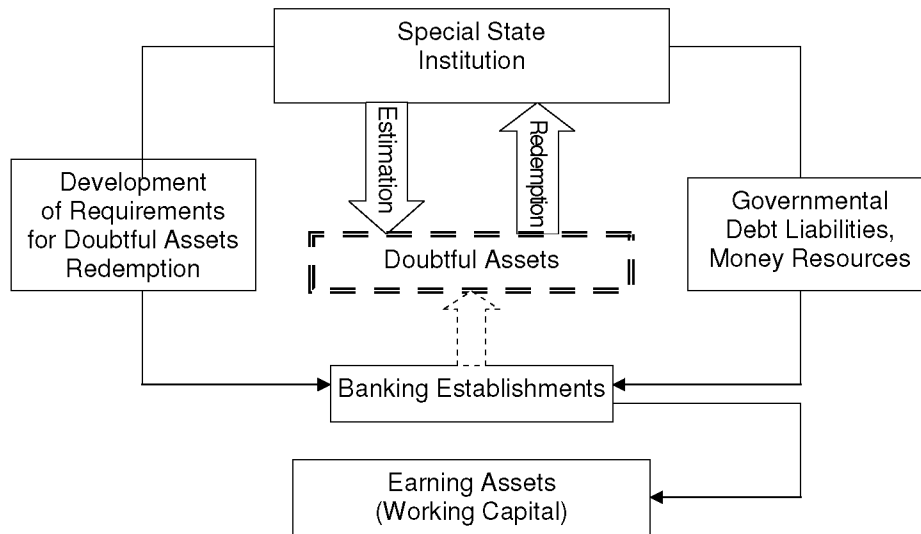 Special State
Institution
Estimation
Redemption
Development
of Requirements
for Doubtful Assets
Redemption
Doubtful Assets
Governmental
Debt Liabilities,
Money Resources
Banking Establishments
Earning Assets
(Working Capital)